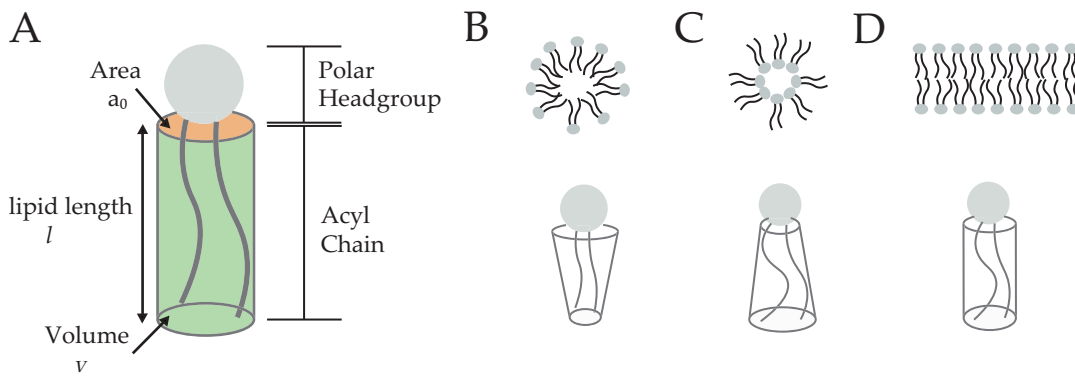 A
Area
a₀
lipid length
l
Volume
v
Polar
Headgroup
Acyl
Chain
B
C
D